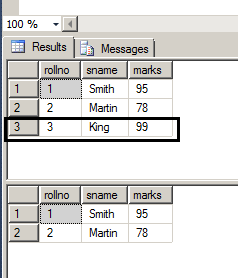 100 %
Results Messages
rollno sname marks
1 1 Smith 95
2 2 Martin 78
3 3 King 99
rollno sname marks
1 1 Smith 95
2 2 Martin 78